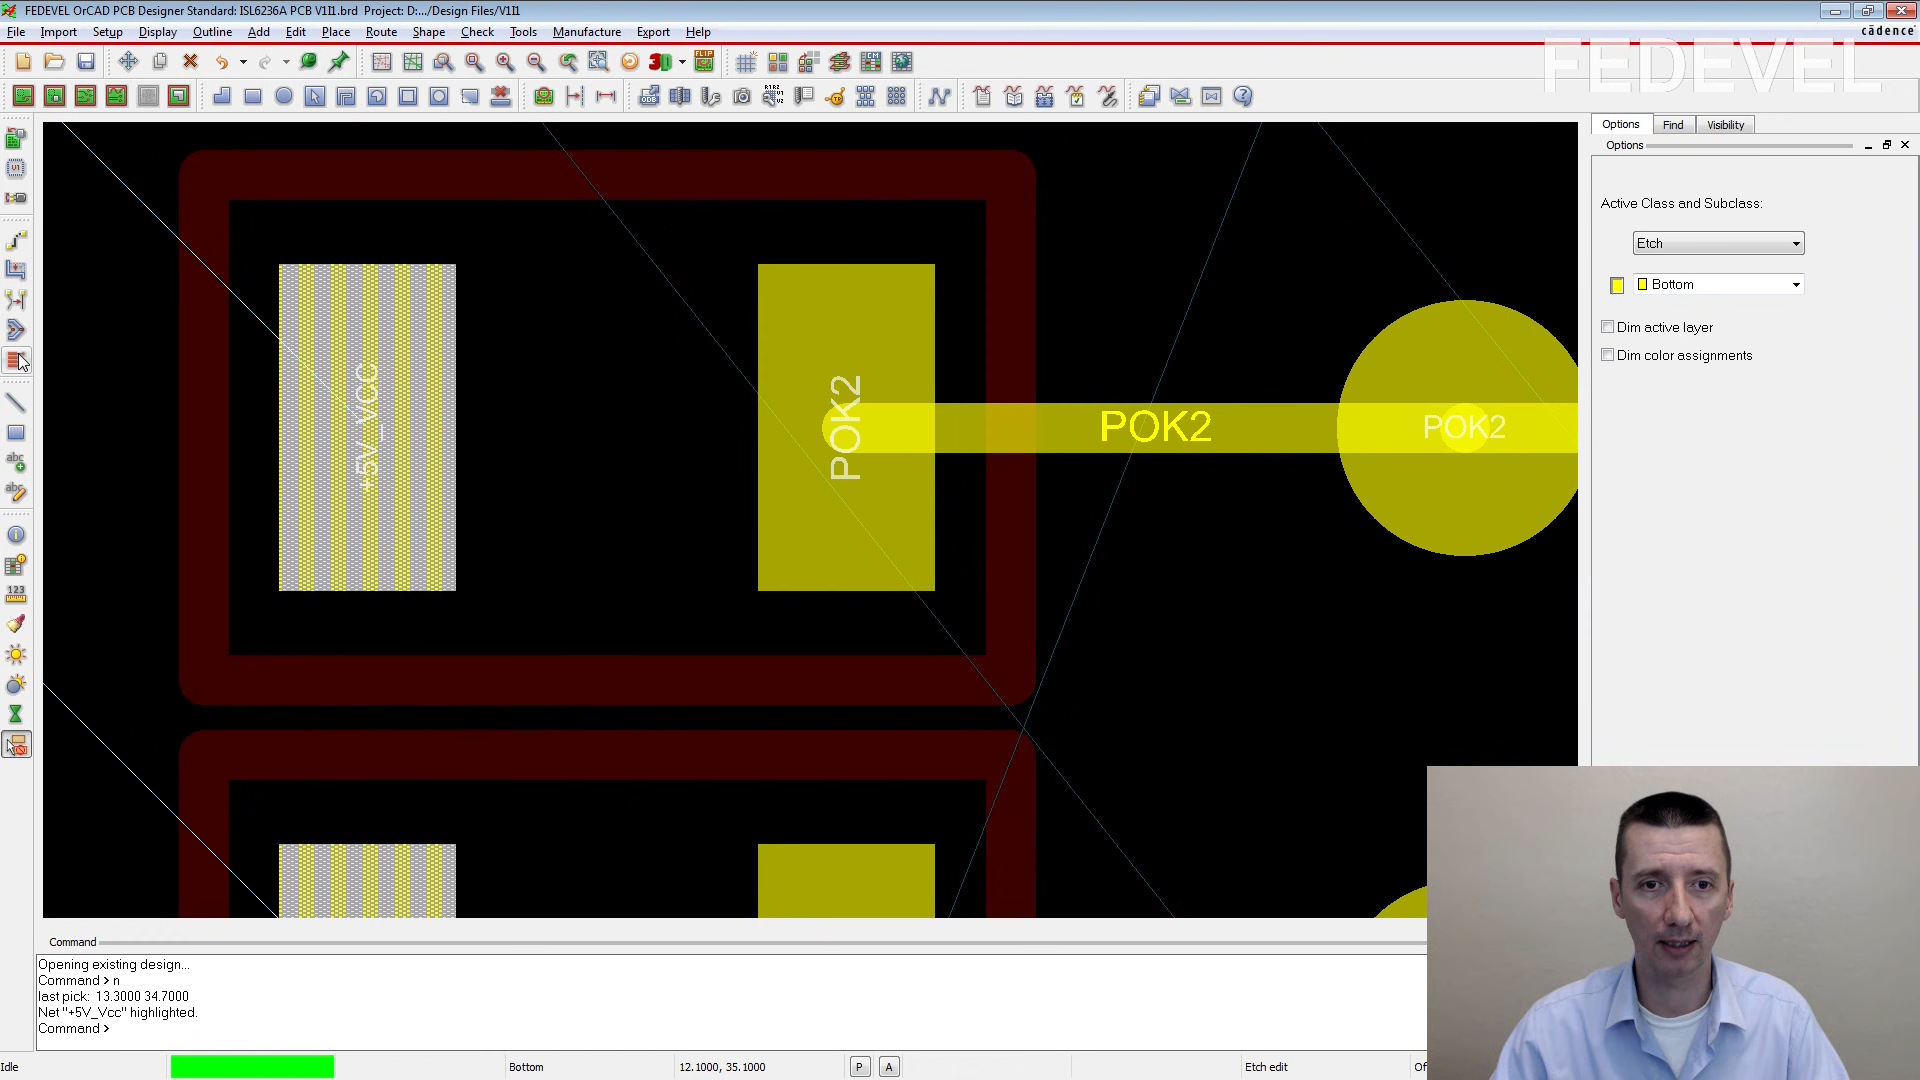 FEDEVEL OrCAD PCB Designer Standard: ISL6236A PCB V1I1.brd  Project: D:.../Design Files/V1I1
File Import Setup Display Outline Add Edit Place Route Shape Check Tools Manufacture Export Help
cādence
FEDEVEL
Options Find Visibility
Options
Active Class and Subclass:
Etch
Bottom
Dim active layer
Dim color assignments
+5V_VCC
POK2
POK2
POK2
Command
Opening existing design...
Command > n
last pick:  13.3000 34.7000
Net "+5V_Vcc" highlighted.
Command >
Idle
Bottom
12.1000, 35.1000
P
A
Etch edit